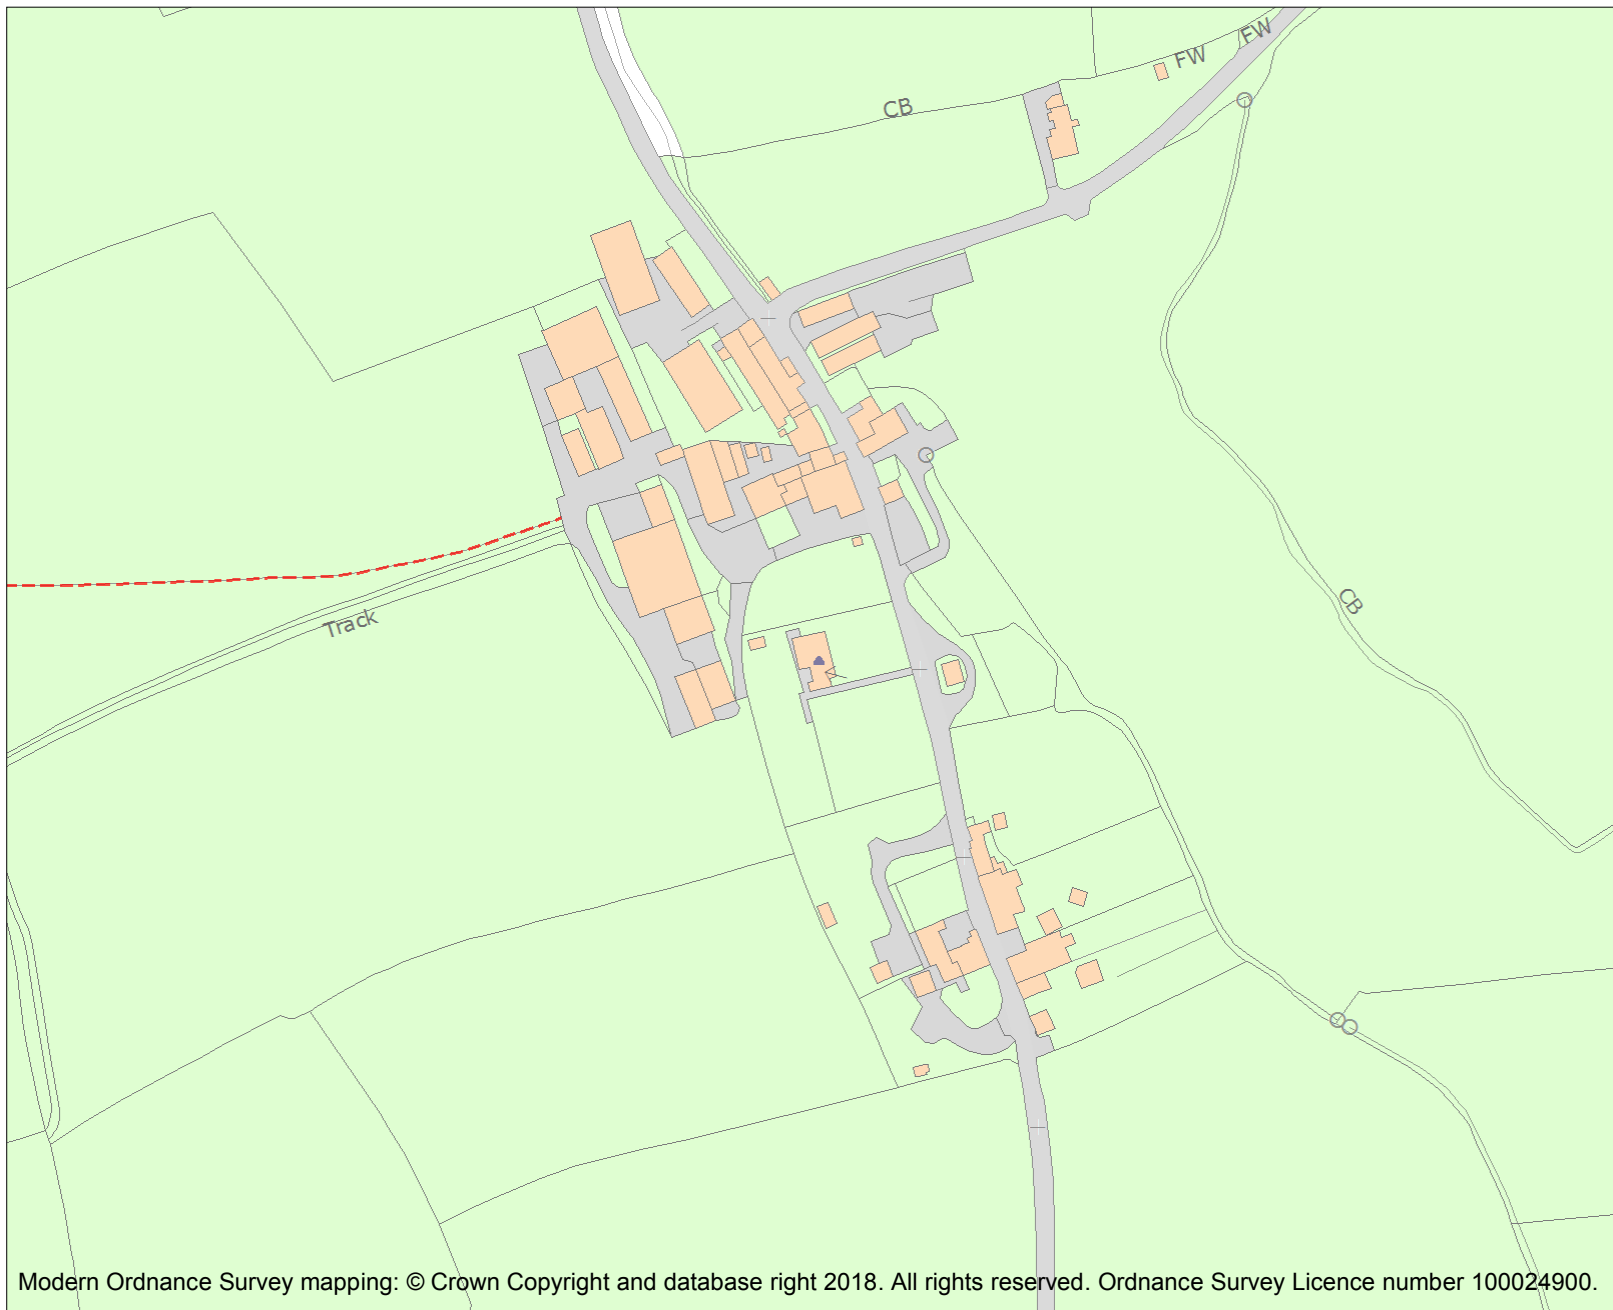 FW
FW
CB
CB
Track
Modern Ordnance Survey mapping: © Crown Copyright and database right 2018. All rights reserved. Ordnance Survey Licence number 100024900.